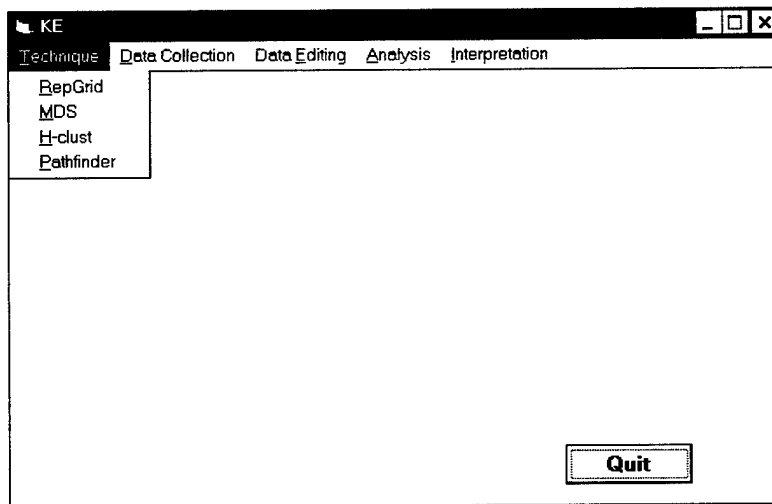 KE
Technique Data Collection Data Editing Analysis Interpretation
RepGrid
MDS
H-clust
Pathfinder
Quit